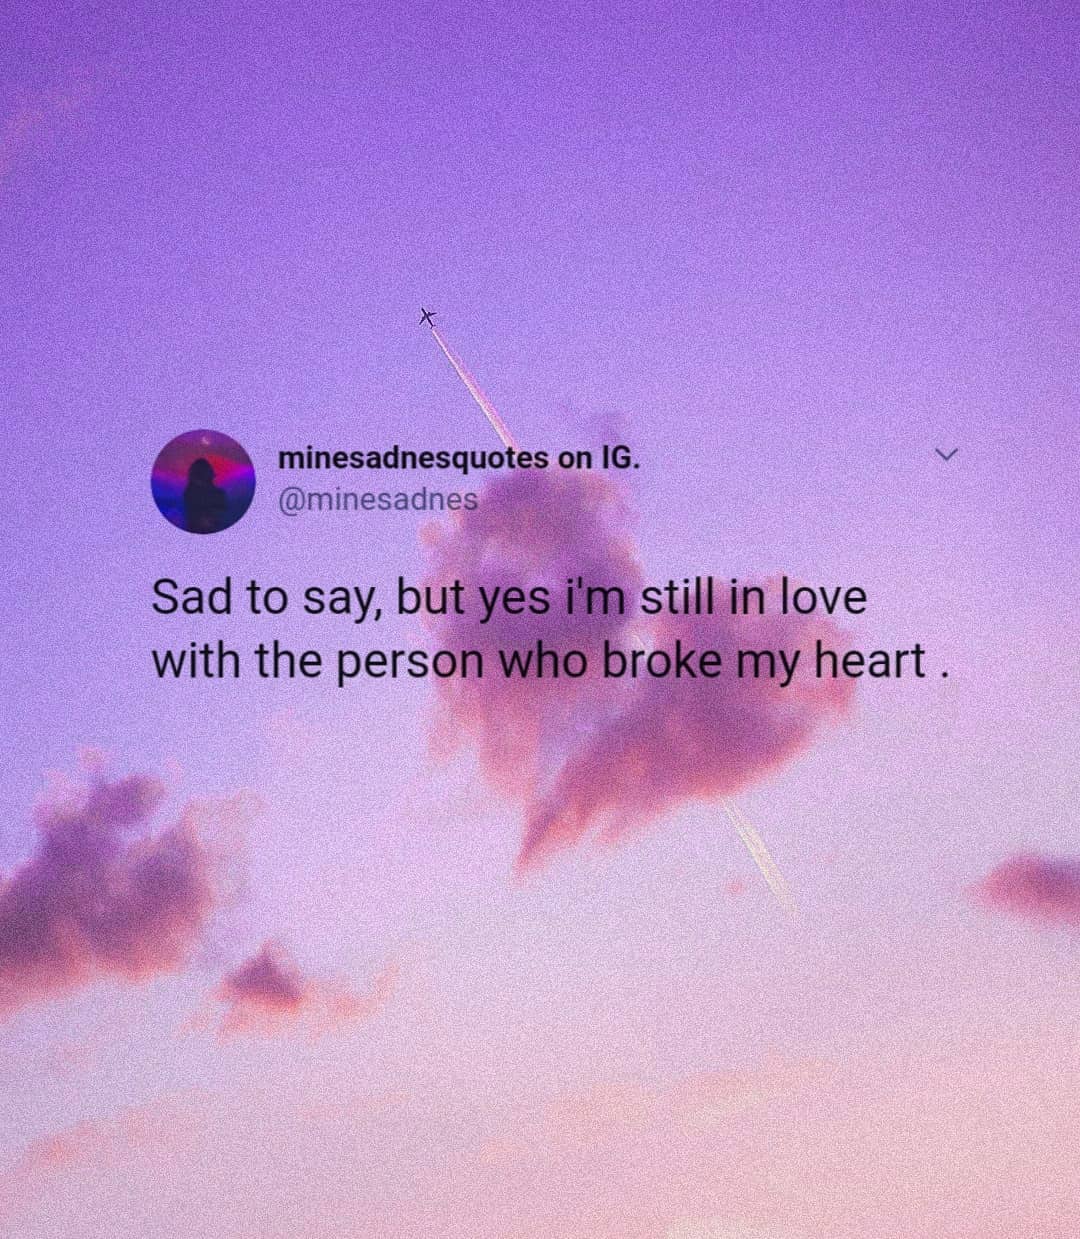 minesadnesquotes on IG.
@minesadnes
Sad to say, but yes i'm still in love
with the person who broke my heart .